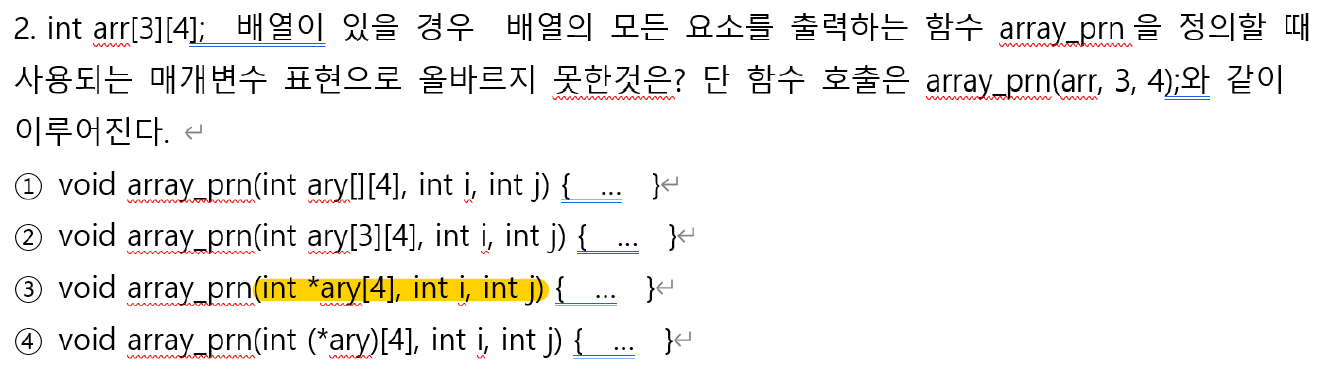 2. int arr[3][4]; 배열이 있을 경우 배열의 모든 요소를 출력하는 함수 array_prn 을 정의할 때
사용되는 매개변수 표현으로 올바르지 못한것은? 단 함수 호출은 array_prn(arr, 3, 4);와 같이
이루어진다. ↵
① void array_prn(int ary[][4], int i, int j) { ... }↵
② void array_prn(int ary[3][4], int i, int j) { ... }↵
③ void array_prn(int *ary[4], int i, int j) { ... }↵
④ void array_prn(int (*ary)[4], int i, int j) { ... }↵